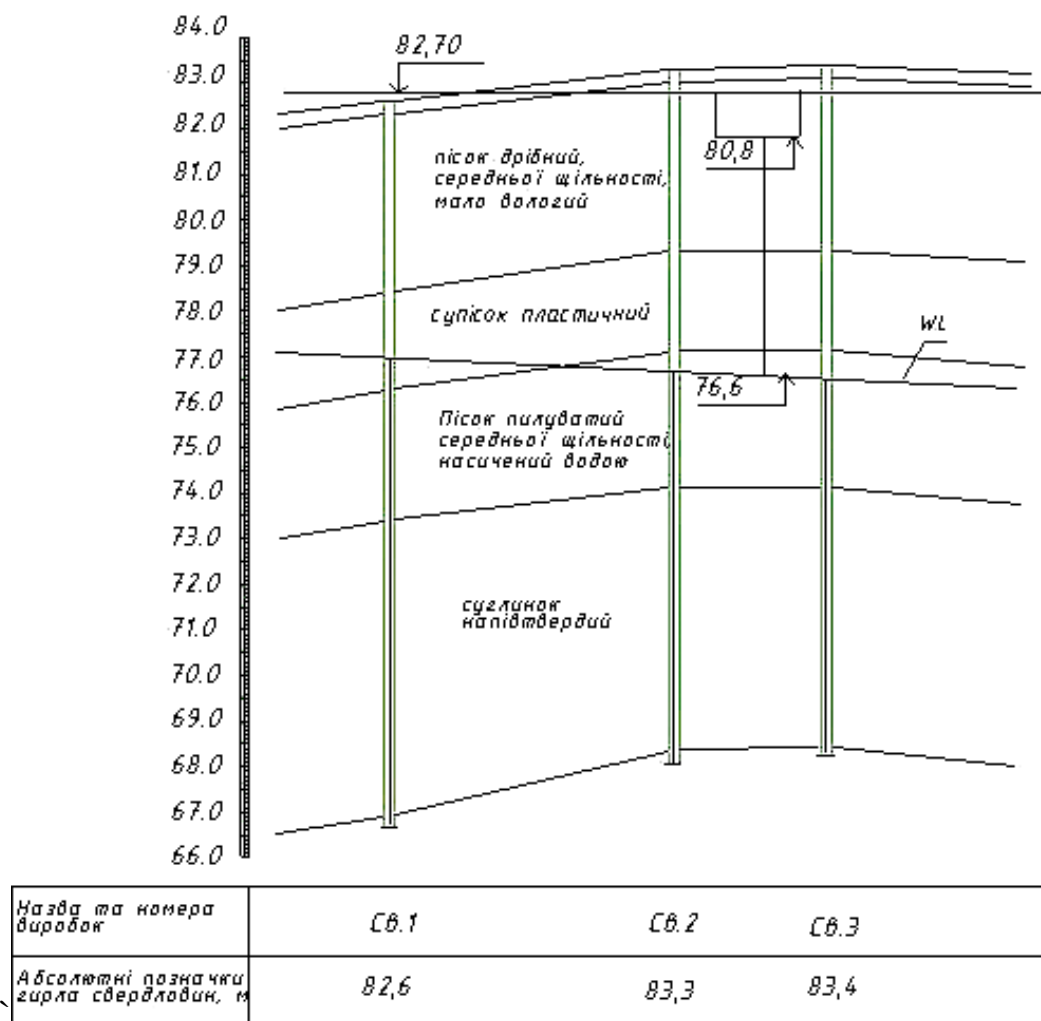 84.0
83.0
82.0
81.0
80.0
79.0
78.0
77.0
76.0
75.0
74.0
73.0
72.0
71.0
70.0
69.0
68.0
67.0
66.0
82,70
80,8
пісок дрібний,
середньої щільності,
мало вологий
супісок пластичний
WL
76,6
Пісок пилуватий
середньої щільності
насичений водою
суглинок
напівтвердий
Назва та номера
виробок
Св.1
Св.2
Св.3
Абсолютні позначки
гирла свердловин, м
82,6
83,3
83,4